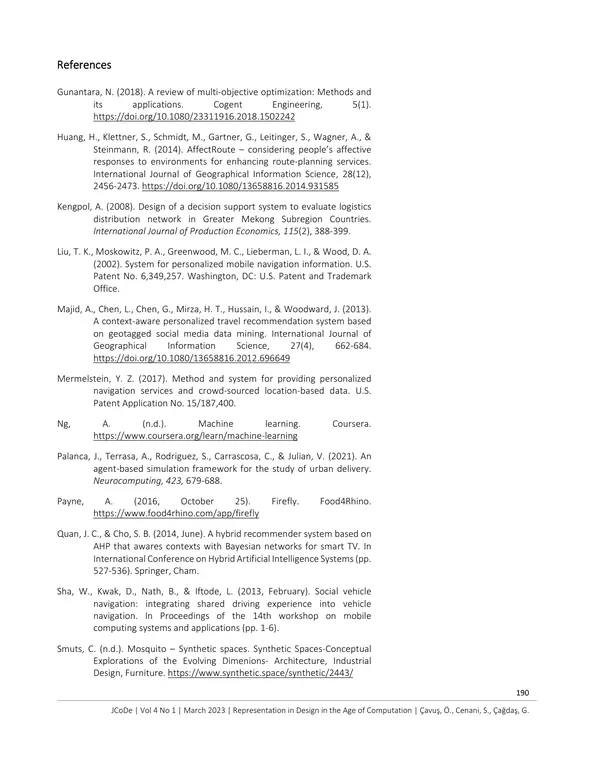 References
Gunantara, N. (2018). A review of multi-objective optimization: Methods and
its applications. Cogent Engineering, 5(1).
https://doi.org/10.1080/23311916.2018.1502242
Huang, H., Klettner, S., Schmidt, M., Gartner, G., Leitinger, S., Wagner, A., &
Steinmann, R. (2014). AffectRoute – considering people's affective
responses to environments for enhancing route-planning services.
International Journal of Geographical Information Science, 28(12),
2456-2473. https://doi.org/10.1080/13658816.2014.931585
Kengpol, A. (2008). Design of a decision support system to evaluate logistics
distribution network in Greater Mekong Subregion Countries.
International Journal of Production Economics, 115(2), 388-399.
Liu, T. K., Moskowitz, P. A., Greenwood, M. C., Lieberman, L. I., & Wood, D. A.
(2002). System for personalized mobile navigation information. U.S.
Patent No. 6,349,257. Washington, DC: U.S. Patent and Trademark
Office.
Majid, A., Chen, L., Chen, G., Mirza, H. T., Hussain, I., & Woodward, J. (2013).
A context-aware personalized travel recommendation system based
on geotagged social media data mining. International Journal of
Geographical Information Science, 27(4), 662-684.
https://doi.org/10.1080/13658816.2012.696649
Mermelstein, Y. Z. (2017). Method and system for providing personalized
navigation services and crowd-sourced location-based data. U.S.
Patent Application No. 15/187,400.
Ng, A. (n.d.). Machine learning. Coursera.
https://www.coursera.org/learn/machine-learning
Palanca, J., Terrasa, A., Rodriguez, S., Carrascosa, C., & Julian, V. (2021). An
agent-based simulation framework for the study of urban delivery.
Neurocomputing, 423, 679-688.
Payne, A. (2016, October 25). Firefly. Food4Rhino.
https://www.food4rhino.com/app/firefly
Quan, J. C., & Cho, S. B. (2014, June). A hybrid recommender system based on
AHP that awares contexts with Bayesian networks for smart TV. In
International Conference on Hybrid Artificial Intelligence Systems (pp.
527-536). Springer, Cham.
Sha, W., Kwak, D., Nath, B., & Iftode, L. (2013, February). Social vehicle
navigation: integrating shared driving experience into vehicle
navigation. In Proceedings of the 14th workshop on mobile
computing systems and applications (pp. 1-6).
Smuts, C. (n.d.). Mosquito – Synthetic spaces. Synthetic Spaces-Conceptual
Explorations of the Evolving Dimenions- Architecture, Industrial
Design, Furniture. https://www.synthetic.space/synthetic/2443/
190
JCoDe | Vol 4 No 1 | March 2023 | Representation in Design in the Age of Computation | Çavuş, Ö., Cenani, S., Çağdaş, G.